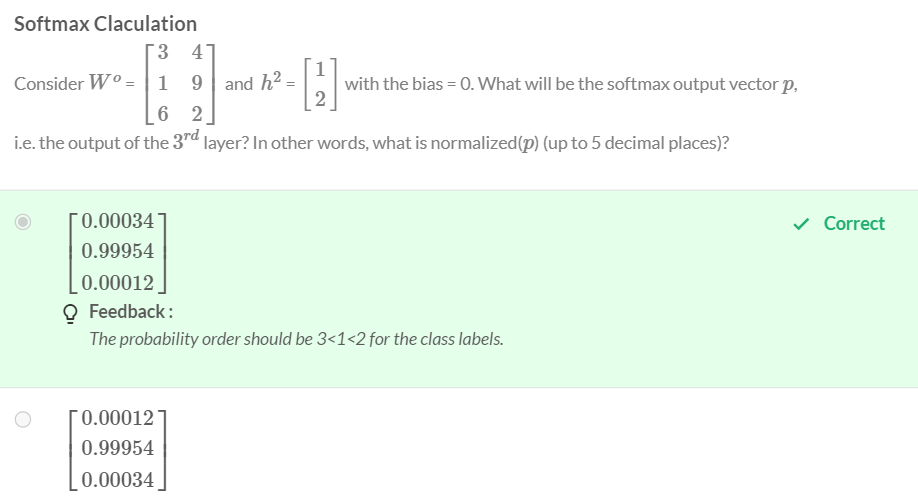 Softmax Claculation
Consider W^o = [3 4; 1 9; 6 2] and h^2 = [1; 2] with the bias = 0. What will be the softmax output vector p,
i.e. the output of the 3^rd layer? In other words, what is normalized(p) (up to 5 decimal places)?
[0.00034
0.99954
0.00012]
✓ Correct
Feedback :
The probability order should be 3<1<2 for the class labels.
[0.00012
0.99954
0.00034]